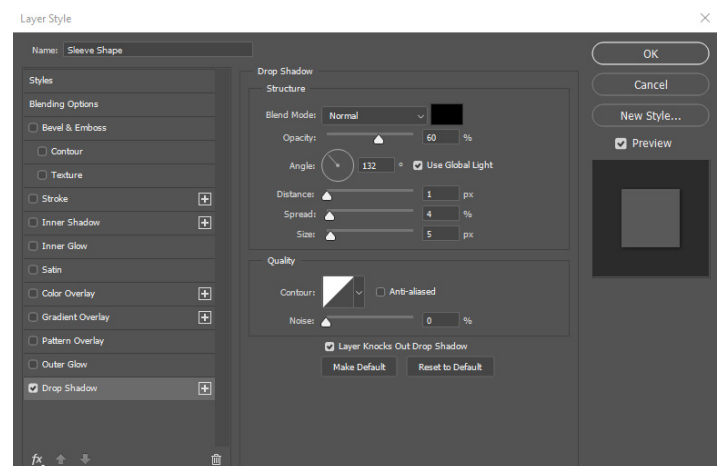 Layer Style
Name: Sleeve Shape
Styles
Blending Options
Bevel & Emboss
Contour
Texture
Stroke
Inner Shadow
Inner Glow
Satin
Color Overlay
Gradient Overlay
Pattern Overlay
Outer Glow
Drop Shadow
fx
Drop Shadow
Structure
Blend Mode: Normal
Opacity: 60 %
Angle: 132 ° Use Global Light
Distance: 1 px
Spread: 4 %
Size: 5 px
Quality
Contour: Anti-aliased
Noise: 0 %
Layer Knocks Out Drop Shadow
Make Default Reset to Default
OK
Cancel
New Style...
Preview